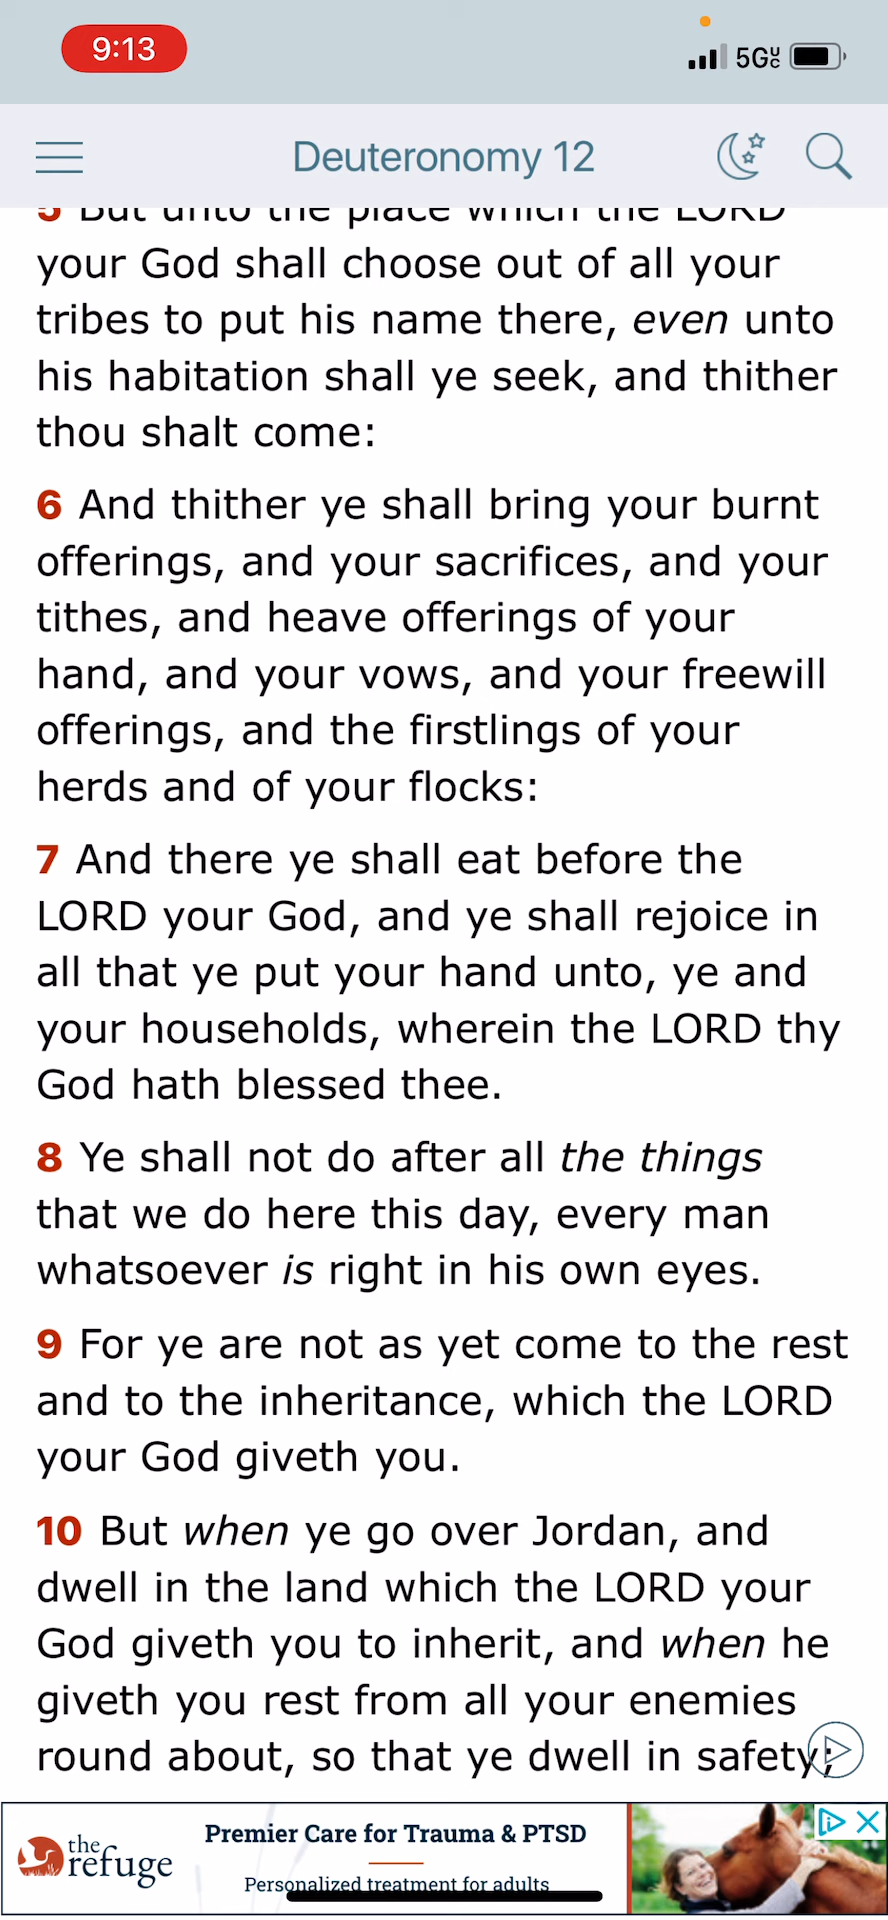 9:13
5G UC
Deuteronomy 12
5 But unto the place which the LORD
your God shall choose out of all your
tribes to put his name there, even unto
his habitation shall ye seek, and thither
thou shalt come:
6 And thither ye shall bring your burnt
offerings, and your sacrifices, and your
tithes, and heave offerings of your
hand, and your vows, and your freewill
offerings, and the firstlings of your
herds and of your flocks:
7 And there ye shall eat before the
LORD your God, and ye shall rejoice in
all that ye put your hand unto, ye and
your households, wherein the LORD thy
God hath blessed thee.
8 Ye shall not do after all the things
that we do here this day, every man
whatsoever is right in his own eyes.
9 For ye are not as yet come to the rest
and to the inheritance, which the LORD
your God giveth you.
10 But when ye go over Jordan, and
dwell in the land which the LORD your
God giveth you to inherit, and when he
giveth you rest from all your enemies
round about, so that ye dwell in safety;
the
refuge
Premier Care for Trauma & PTSD
Personalized treatment for adults